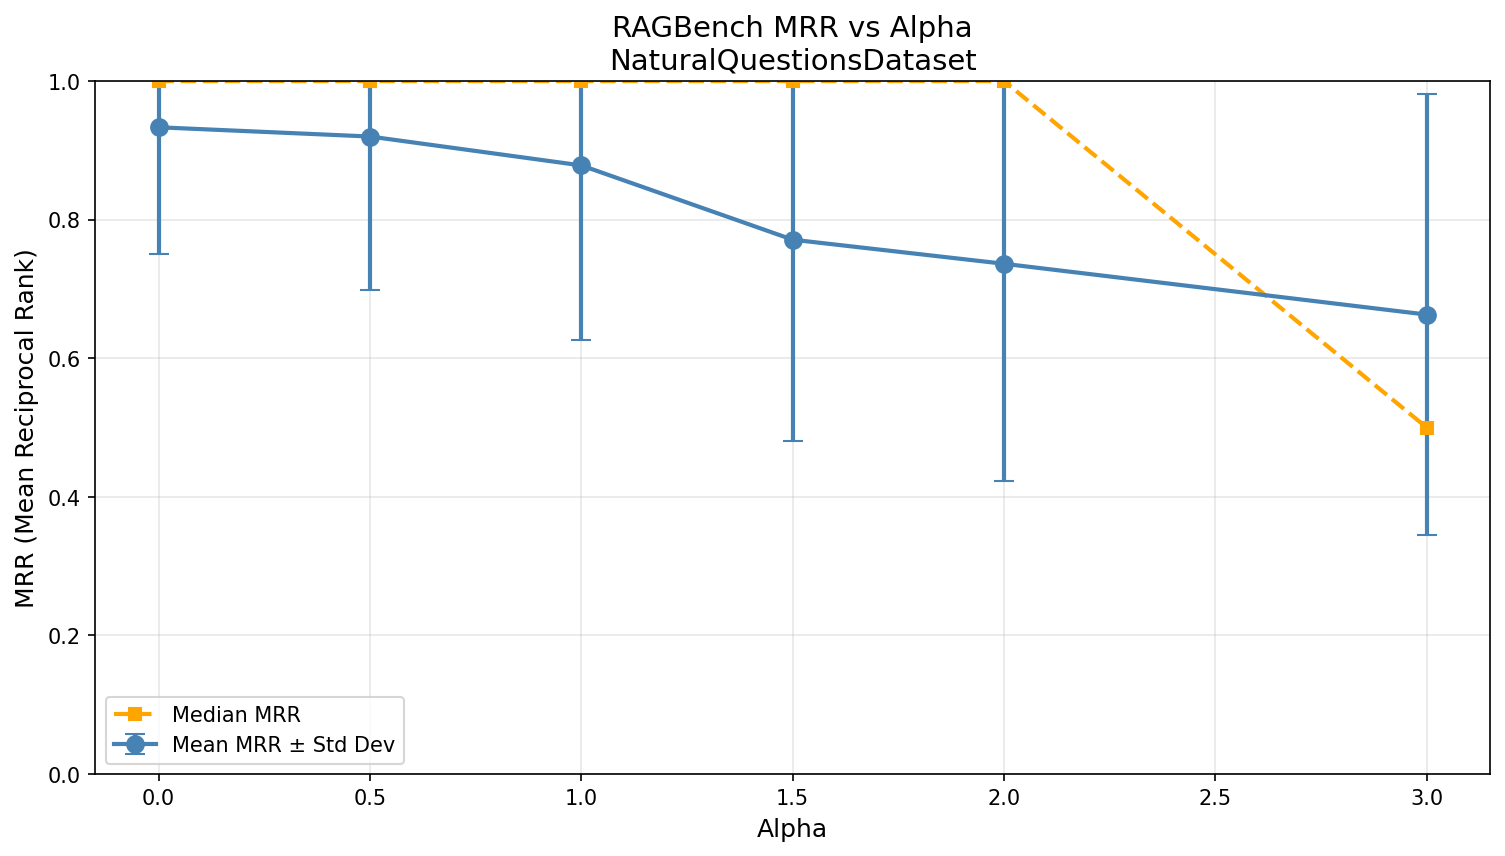 RAGBench MRR vs Alpha
NaturalQuestionsDataset
MRR (Mean Reciprocal Rank)
1.0
0.8
0.6
0.4
0.2
0.0
Median MRR
Mean MRR ± Std Dev
0.0 0.5 1.0 1.5 2.0 2.5 3.0
Alpha